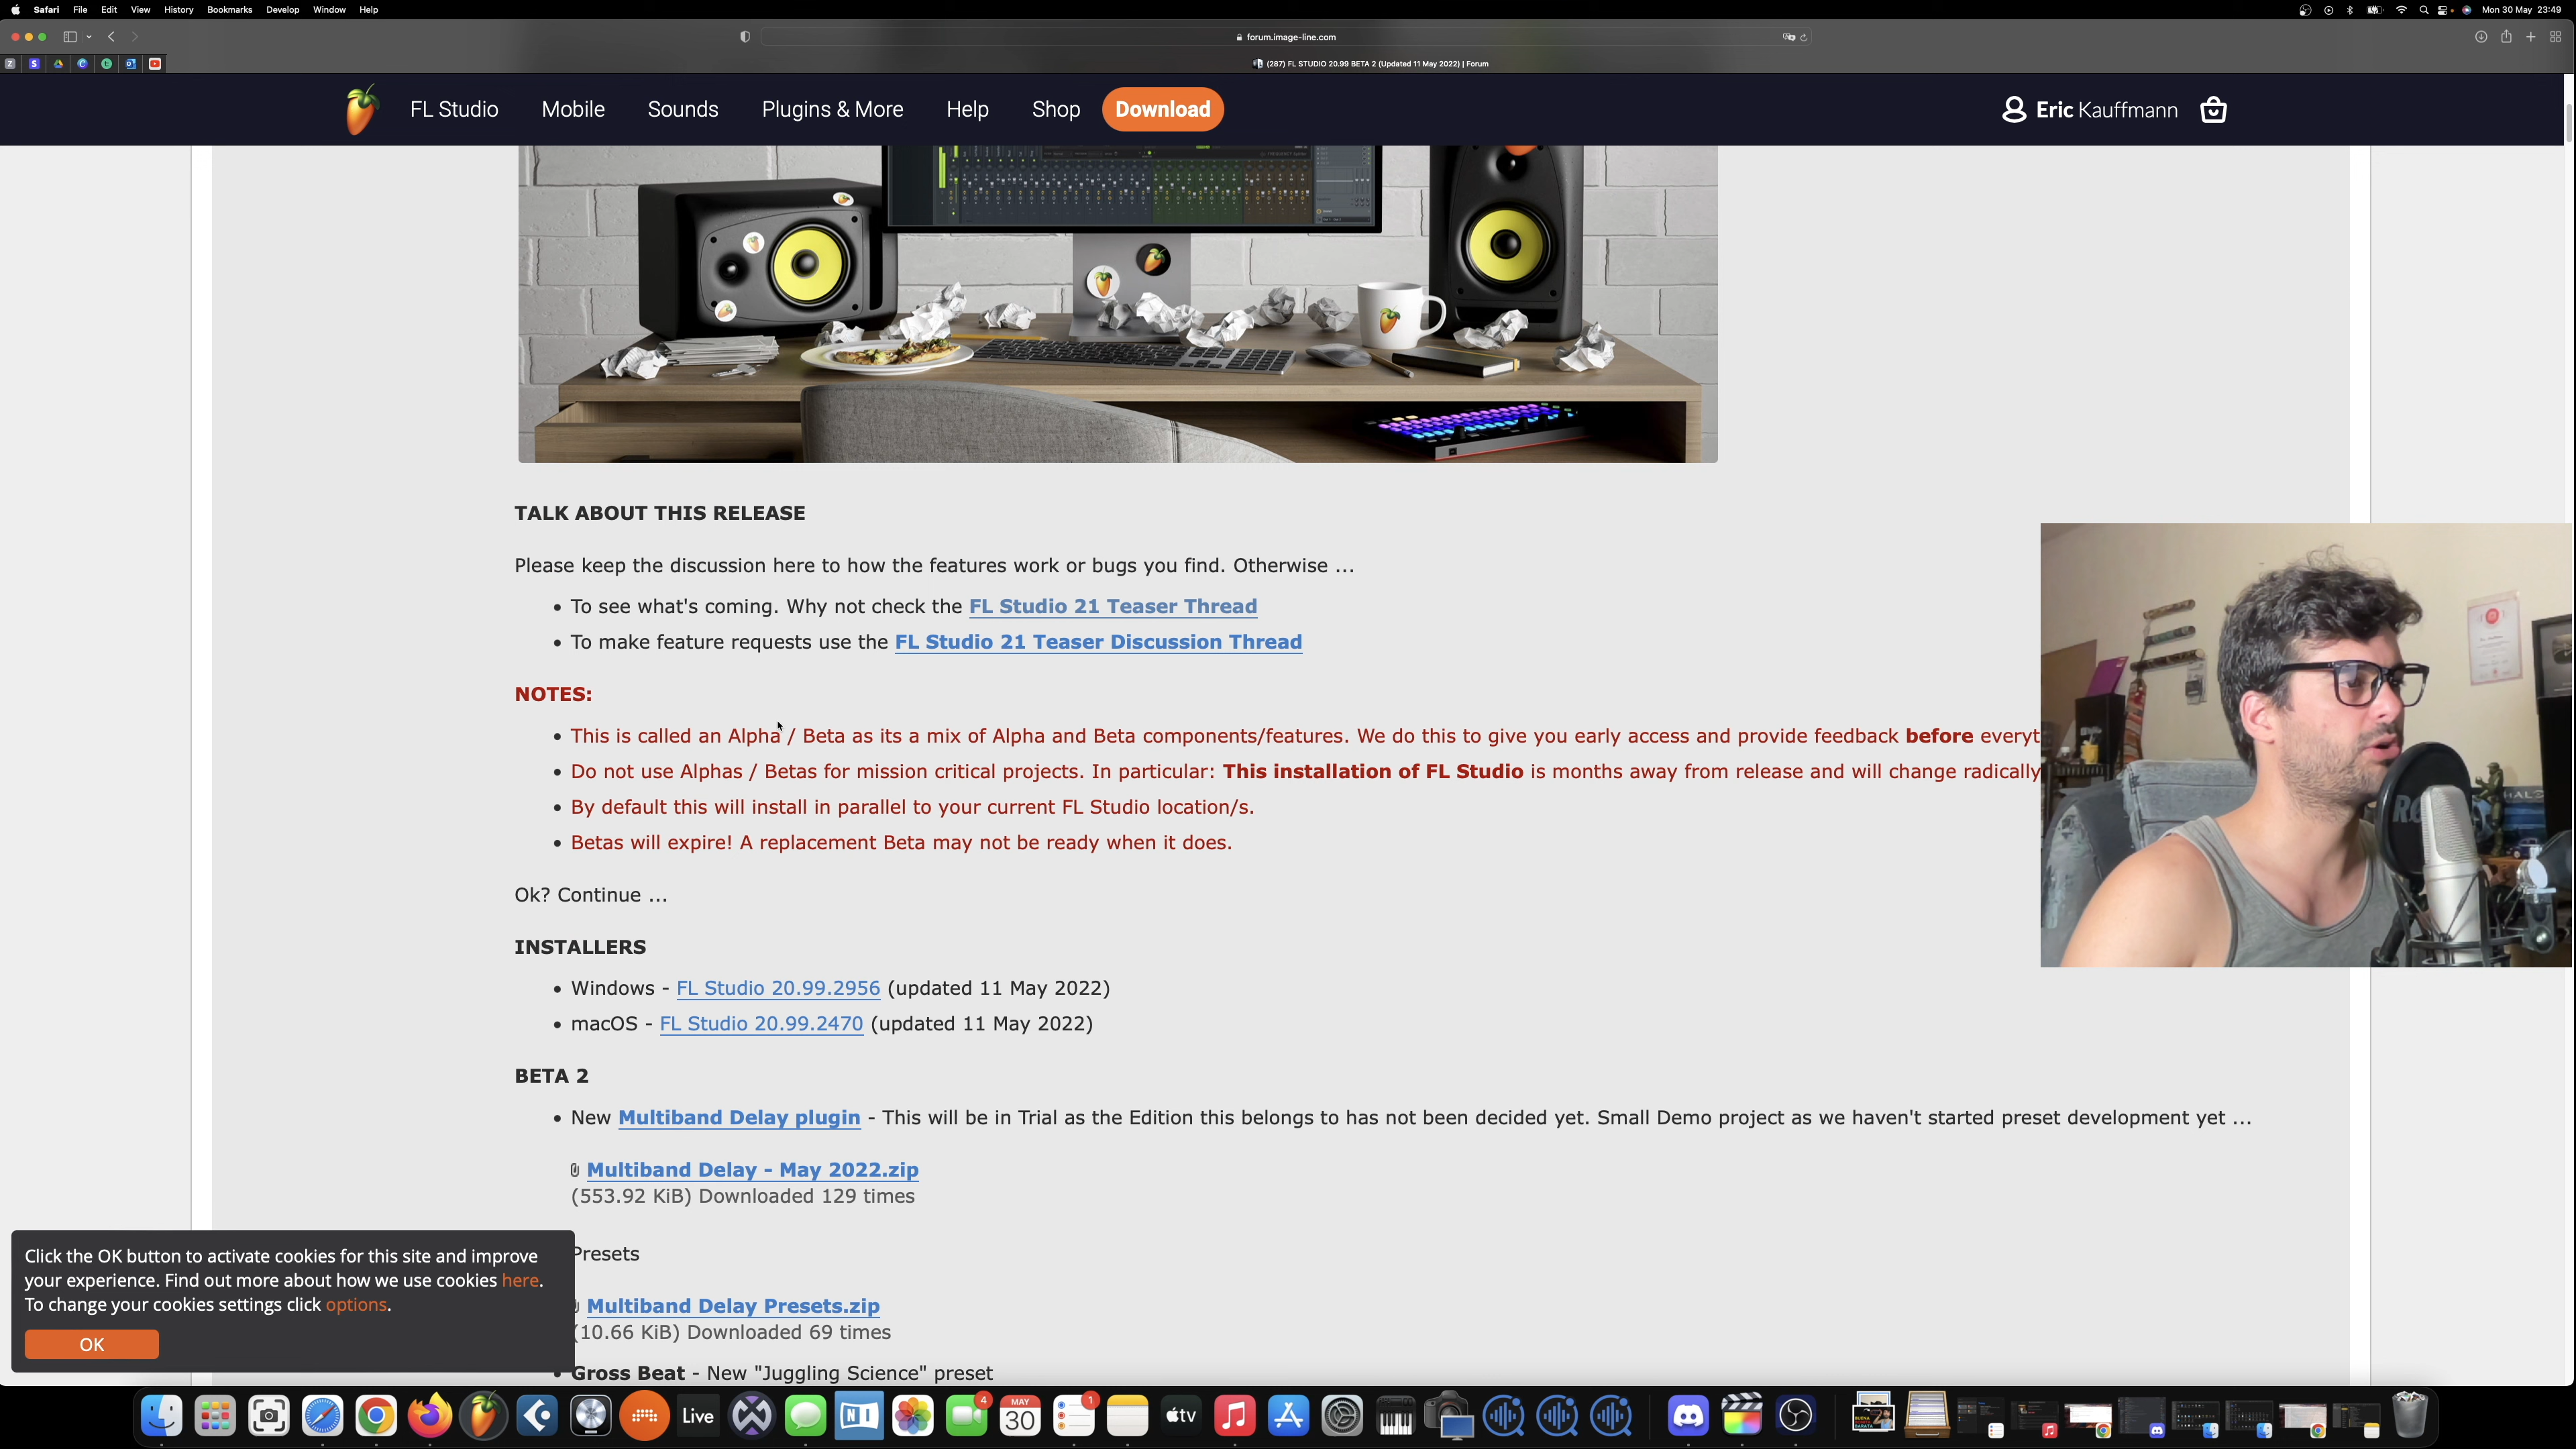 Safari File Edit View History Bookmarks Develop Window Help
Mon 30 May 23:49
forum.image-line.com
(287) FL STUDIO 20.99 BETA 2 (Updated 11 May 2022) | Forum
FL Studio Mobile Sounds Plugins & More Help Shop Download
Eric Kauffmann
TALK ABOUT THIS RELEASE
Please keep the discussion here to how the features work or bugs you find. Otherwise ...
To see what's coming. Why not check the FL Studio 21 Teaser Thread
To make feature requests use the FL Studio 21 Teaser Discussion Thread
NOTES:
This is called an Alpha / Beta as its a mix of Alpha and Beta components/features. We do this to give you early access and provide feedback before everyt
Do not use Alphas / Betas for mission critical projects. In particular: This installation of FL Studio is months away from release and will change radically
By default this will install in parallel to your current FL Studio location/s.
Betas will expire! A replacement Beta may not be ready when it does.
Ok? Continue ...
INSTALLERS
Windows - FL Studio 20.99.2956 (updated 11 May 2022)
macOS - FL Studio 20.99.2470 (updated 11 May 2022)
BETA 2
New Multiband Delay plugin - This will be in Trial as the Edition this belongs to has not been decided yet. Small Demo project as we haven't started preset development yet ...
Multiband Delay - May 2022.zip
(553.92 KiB) Downloaded 129 times
Presets
Multiband Delay Presets.zip
(10.66 KiB) Downloaded 69 times
Gross Beat - New "Juggling Science" preset
Click the OK button to activate cookies for this site and improve
your experience. Find out more about how we use cookies here.
To change your cookies settings click options.
OK
HALO
Live
NI
4
MAY
30
1
tv